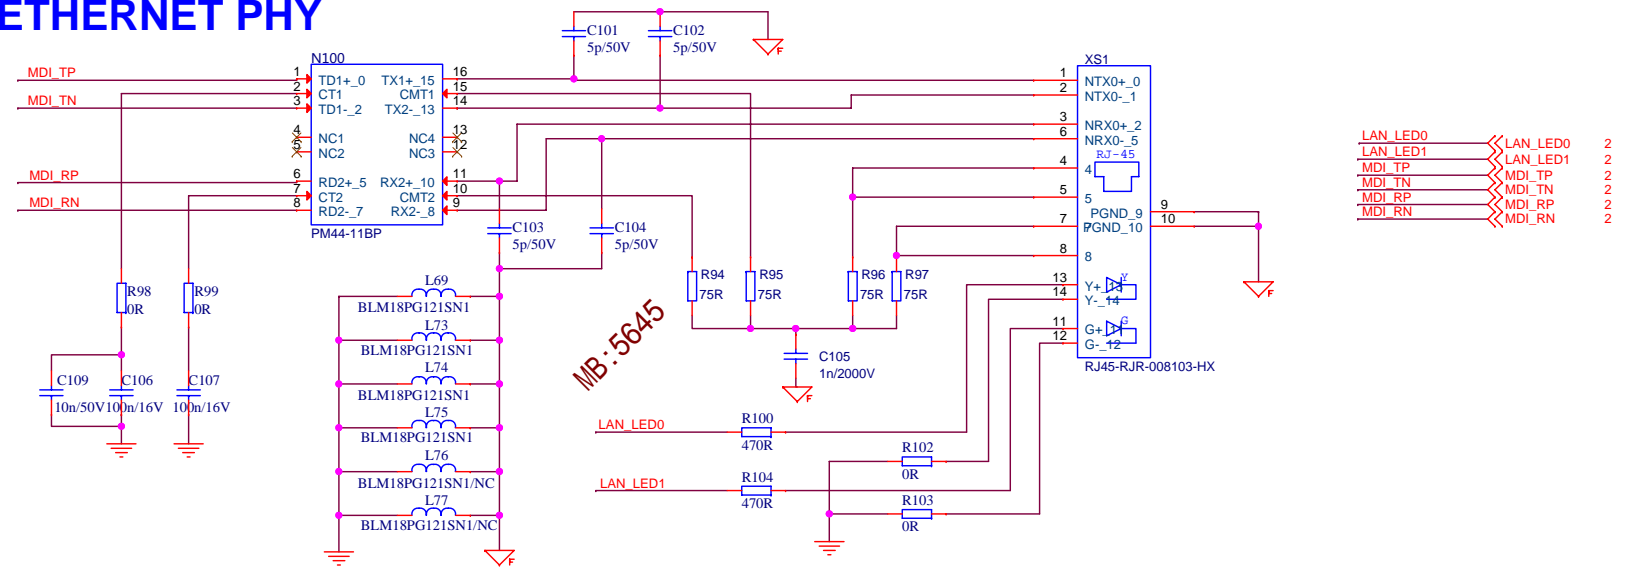 ETHERNET PHY
N100
MDI_TP
MDI_TN
MDI_RP
MDI_RN
1 TD1+_0 TX1+_15 16
2 CT1 CMT1 15
3 TD1-_2 TX2-_13 14
4 NC1 NC4 13
5 NC2 NC3 12
6 RD2+_5 RX2+_10 11
7 CT2 CMT2 10
8 RD2-_7 RX2-_8 9
PM44-11BP
C101
5p/50V
C102
5p/50V
F
C103
5p/50V
C104
5p/50V
R98
0R
R99
0R
C109
10n/50V
C106
100n/16V
C107
100n/16V
L69
BLM18PG121SN1
L73
BLM18PG121SN1
L74
BLM18PG121SN1
L75
BLM18PG121SN1
L76
BLM18PG121SN1/NC
L77
BLM18PG121SN1/NC
F
MB:5645
R94
75R
R95
75R
R96
75R
R97
75R
C105
1n/2000V
F
LAN_LED0
R100
470R
LAN_LED1
R104
470R
R102
0R
R103
0R
XS1
1 NTX0+_0
2 NTX0-_1
3 NRX0+_2
6 NRX0-_5
RJ-45
4 4
5 5
7 7
8 8
PGND_9 9
PGND_10 10
13 Y+_13 Y
14 Y-_14
11 G+_11 G
12 G-_12
RJ45-RJR-008103-HX
F
LAN_LED0 LAN_LED0 2
LAN_LED1 LAN_LED1 2
MDI_TP MDI_TP 2
MDI_TN MDI_TN 2
MDI_RP MDI_RP 2
MDI_RN MDI_RN 2